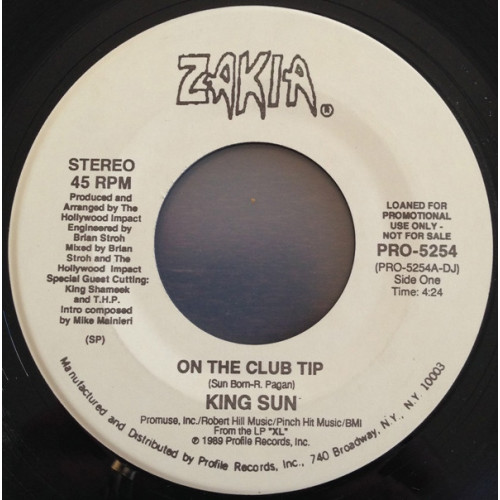 ZAKIA®
STEREO
45 RPM
Produced and
Arranged by The
Hollywood Impact
Engineered by
Brian Stroh
Mixed by Brian
Stroh and The
Hollywood Impact
Special Guest Cutting:
King Shameek
and T.H.P.
Intro composed
by Mike Mainieri
(SP)
LOANED FOR
PROMOTIONAL
USE ONLY -
NOT FOR SALE
PRO-5254
(PRO-5254A-DJ)
Side One
Time: 4:24
ON THE CLUB TIP
(Sun Born-R. Pagan)
KING SUN
Promuse, Inc./Robert Hill Music/Pinch Hit Music/BMI
From the LP "XL"
℗ 1989 Profile Records, Inc.
Manufactured and Distributed by Profile Records, Inc., 740 Broadway, N.Y., N.Y. 10003